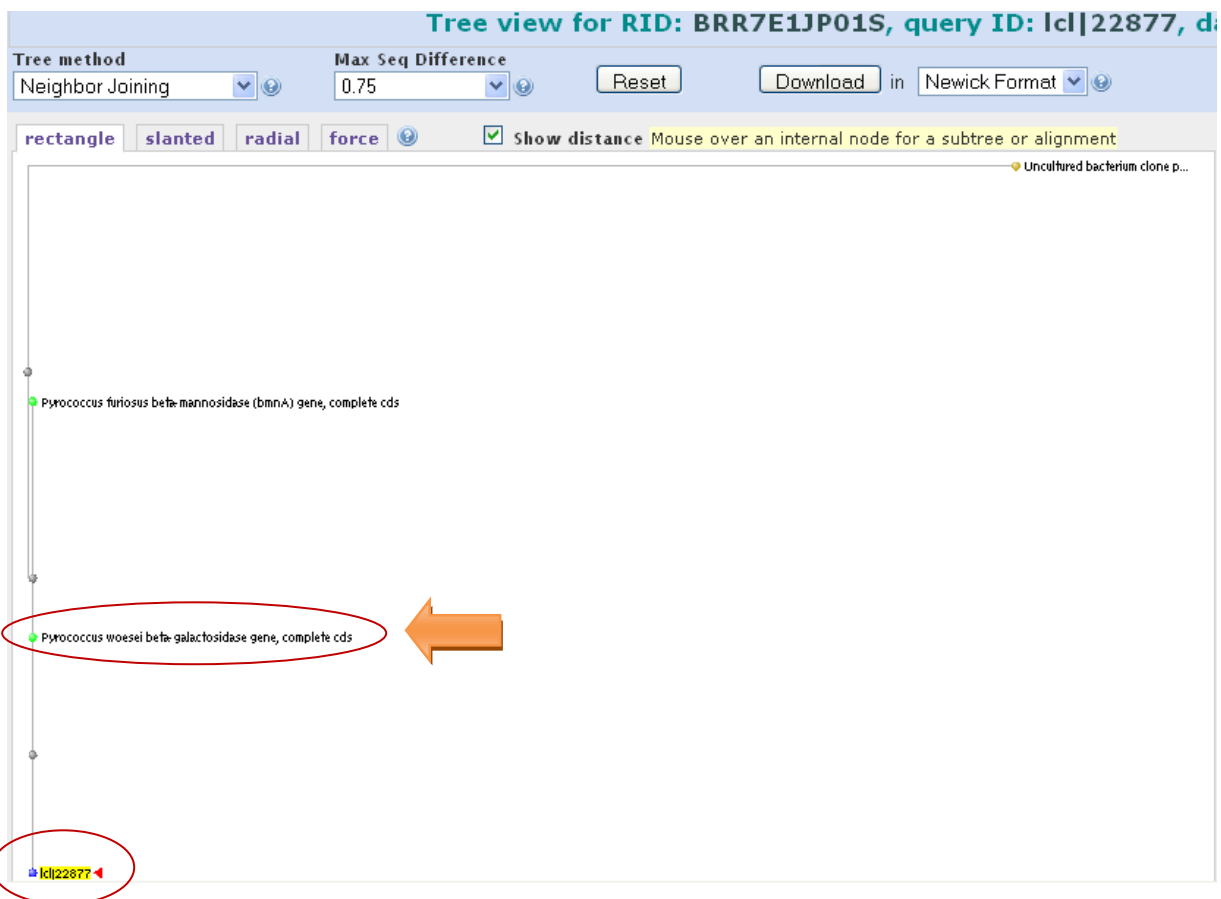 Tree view for RID: BRR7E1JP01S, query ID: lcl|22877, da
Tree method Max Seq Difference
Neighbor Joining 0.75 Reset Download in Newick Format
rectangle slanted radial force Show distance Mouse over an internal node for a subtree or alignment
Uncultured bacterium clone p...
Pyrococcus furiosus beta-mannosidase (bmnA) gene, complete cds
Pyrococcus woesei beta-galactosidase gene, complete cds
lcl|22877